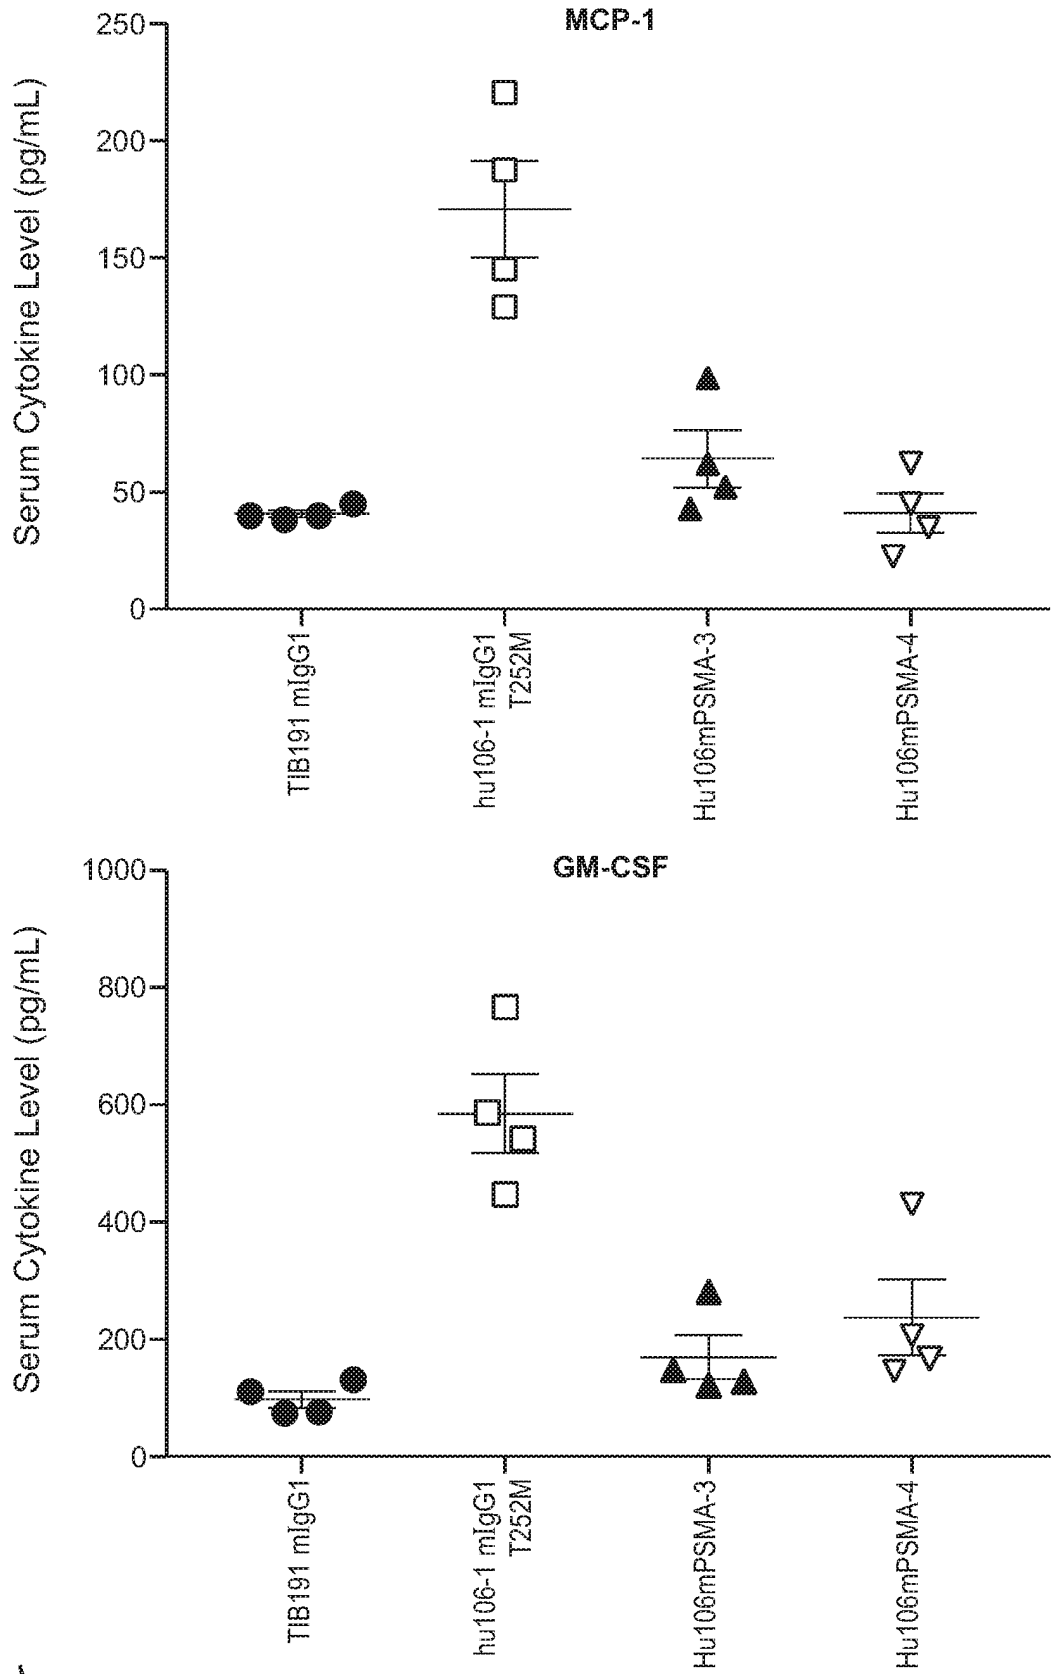 MCP-1
Serum Cytokine Level (pg/mL)
250
200
150
100
50
0
TIB191 mIgG1
hu106-1 mIgG1
T252M
Hu106mPSMA-3
Hu106mPSMA-4
GM-CSF
Serum Cytokine Level (pg/mL)
1000
800
600
400
200
0
TIB191 mIgG1
hu106-1 mIgG1
T252M
Hu106mPSMA-3
Hu106mPSMA-4